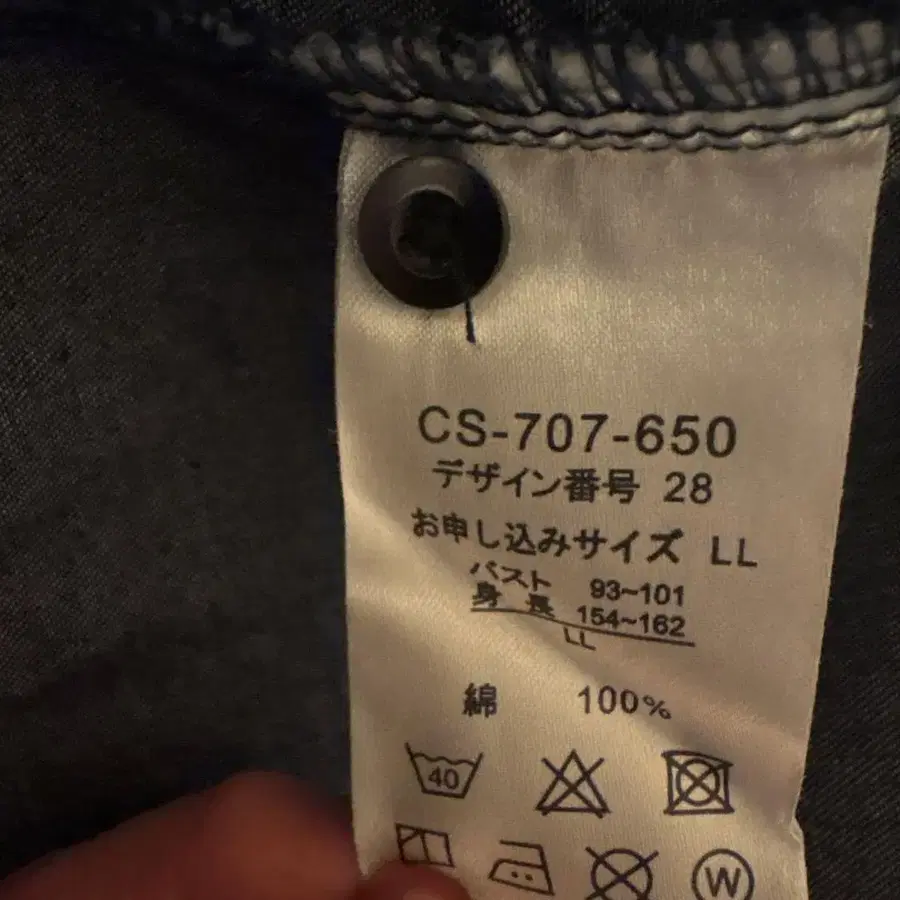 CS-707-650
デザイン番号 28
お申し込みサイズ LL
バスト 93~101
身長 154~162
LL
綿 100%
40
W